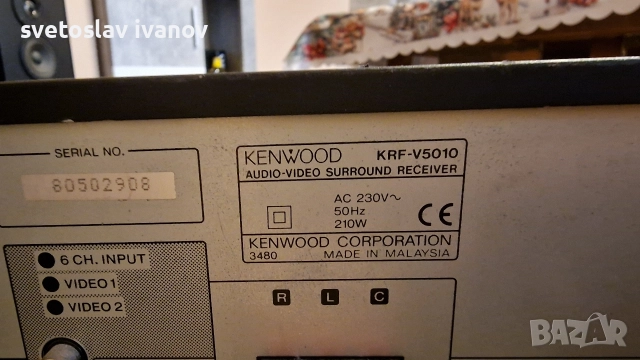 svetoslav ivanov
SERIAL NO.
80502908
KENWOOD KRF-V5010
AUDIO-VIDEO SURROUND RECEIVER
AC 230V~
50Hz
210W
CE
KENWOOD CORPORATION
3480 MADE IN MALAYSIA
6 CH. INPUT
VIDEO 1
VIDEO 2
R L C
BAZAR